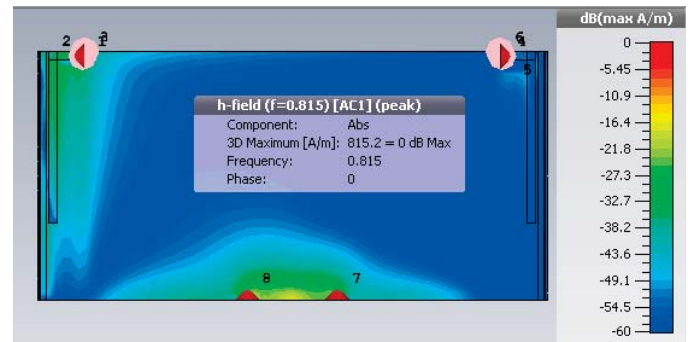 dB(max A/m)
2 3
6
5
h-field (f=0.815) [AC1] (peak)
Component: Abs
3D Maximum [A/m]: 815.2 = 0 dB Max
Frequency: 0.815
Phase: 0
8 7
0
-5.45
-10.9
-16.4
-21.8
-27.3
-32.7
-38.2
-43.6
-49.1
-54.5
-60